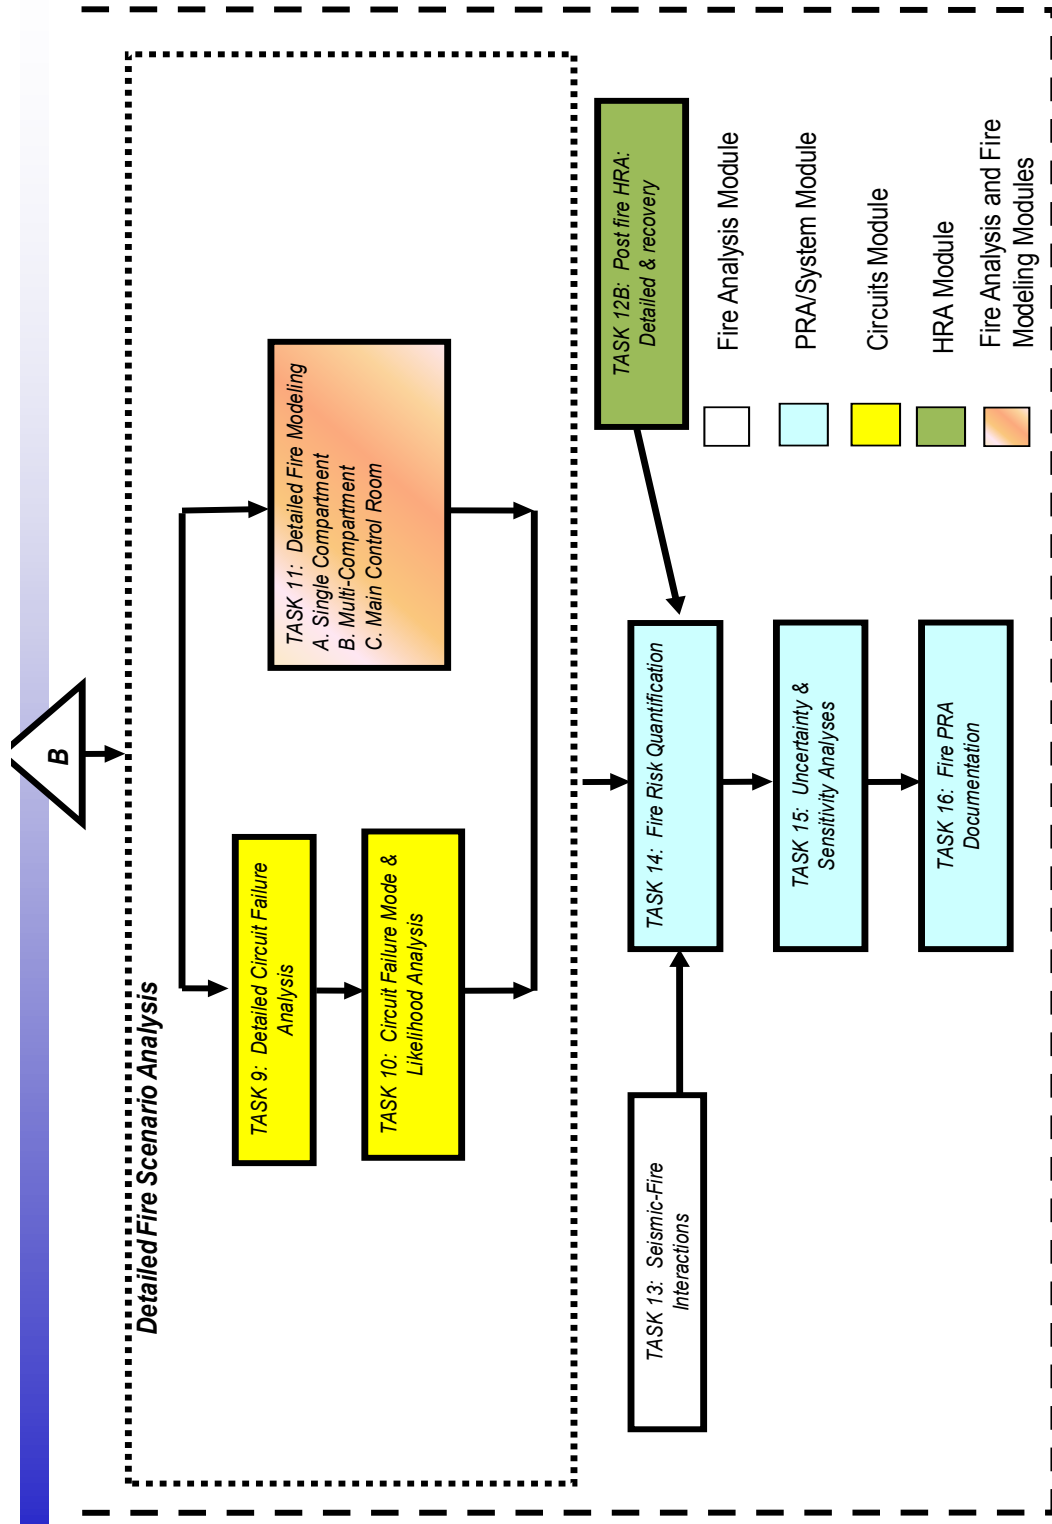 B
Detailed Fire Scenario Analysis
TASK 9: Detailed Circuit Failure
Analysis
TASK 10: Circuit Failure Mode &
Likelihood Analysis
TASK 11: Detailed Fire Modeling
A. Single Compartment
B. Multi-Compartment
C. Main Control Room
TASK 13: Seismic-Fire
Interactions
TASK 14: Fire Risk Quantification
TASK 12B: Post fire HRA:
Detailed & recovery
TASK 15: Uncertainty &
Sensitivity Analyses
TASK 16: Fire PRA
Documentation
Fire Analysis Module
PRA/System Module
Circuits Module
HRA Module
Fire Analysis and Fire
Modeling Modules